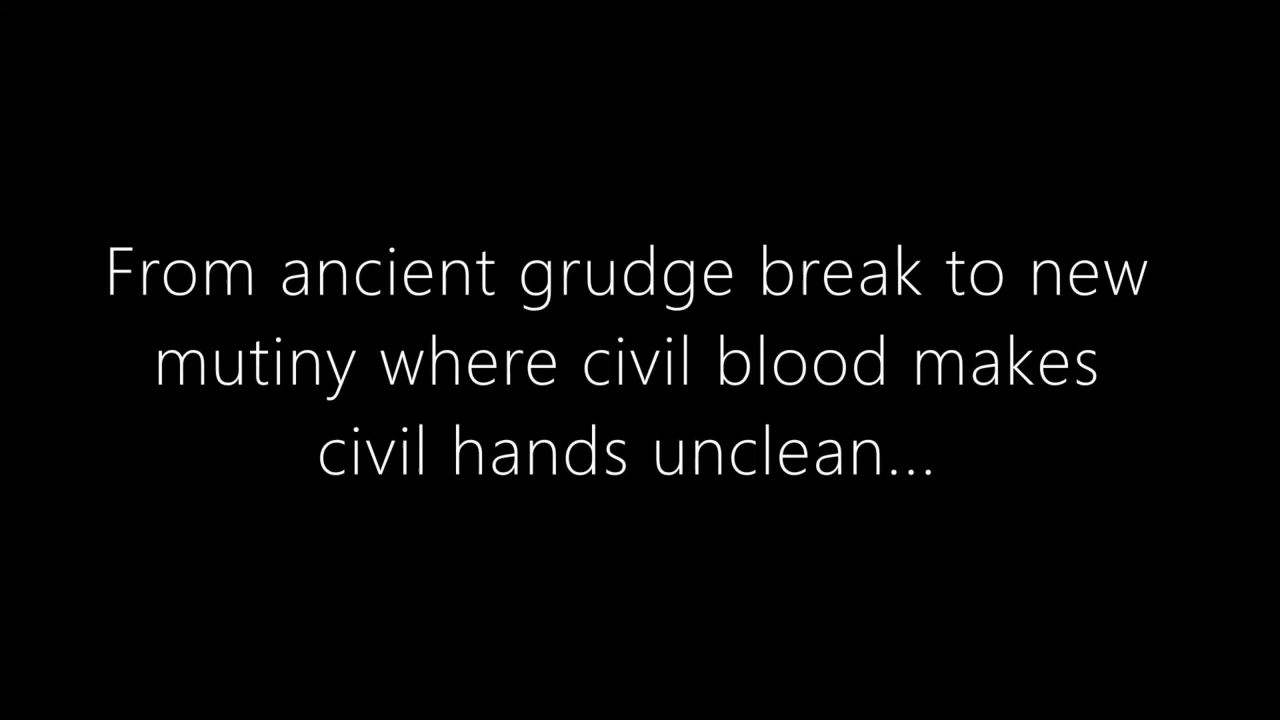 From ancient grudge break to new
mutiny where civil blood makes
civil hands unclean...